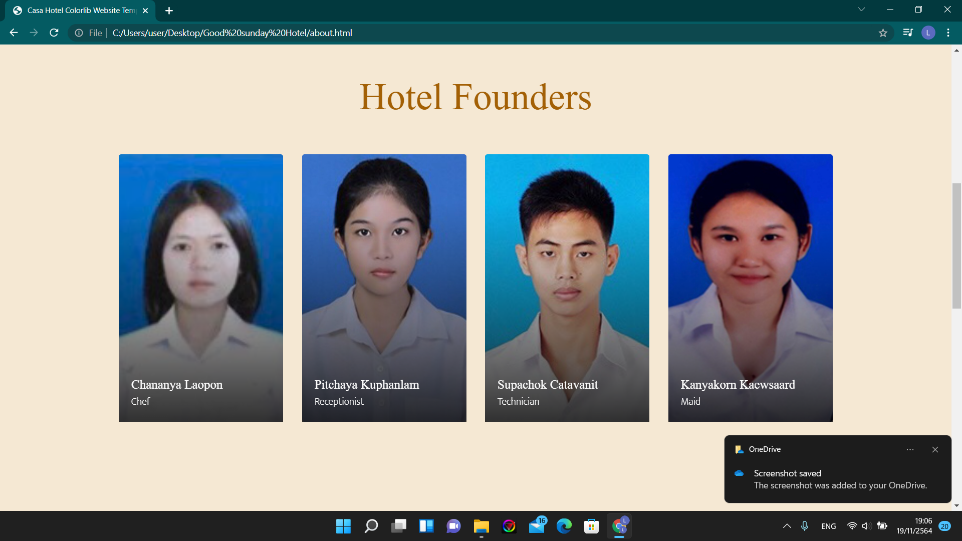 Casa Hotel Colorlib Website Tem
File
C:/Users/user/Desktop/Good%20sunday%20Hotel/about.html
L
Hotel Founders
Chananya Laopon
Chef
Pitchaya Kuphanlam
Receptionist
Supachok Catavanit
Technician
Kanyakorn Kaewsaard
Maid
OneDrive
Screenshot saved
The screenshot was added to your OneDrive.
16
L
ENG
19:06
19/11/2564
20